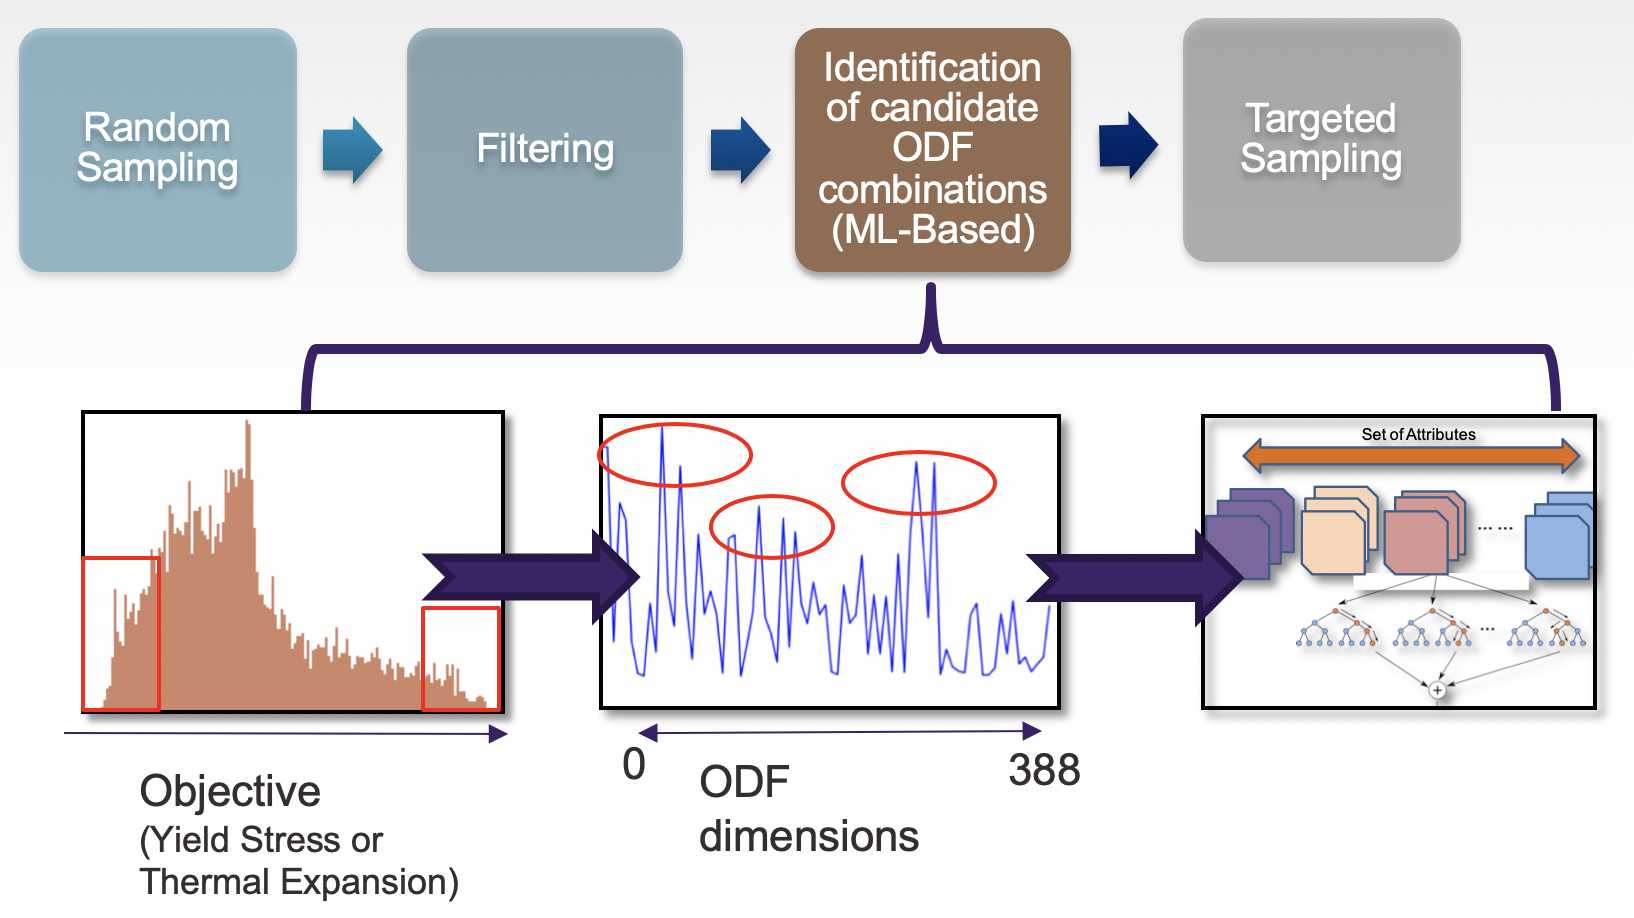 Random
Sampling
Filtering
Identification
of candidate
ODF
combinations
(ML-Based)
Targeted
Sampling
Set of Attributes
... ...
...
+
0
388
Objective
(Yield Stress or
Thermal Expansion)
ODF
dimensions